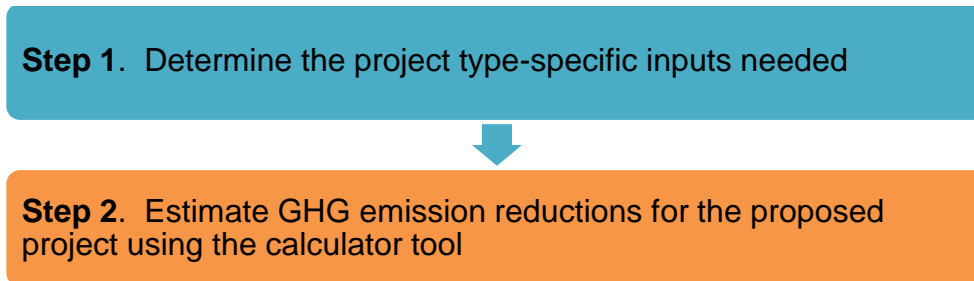 Step 1. Determine the project type-specific inputs needed
Step 2. Estimate GHG emission reductions for the proposed
project using the calculator tool